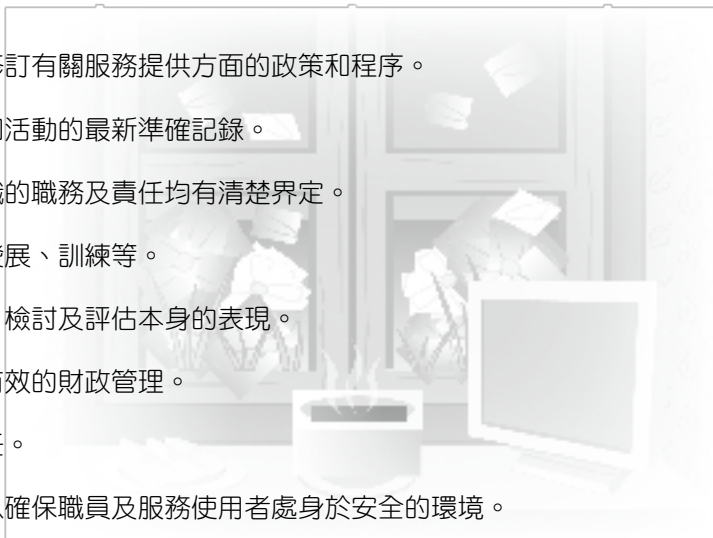 訂有關服務提供方面的政策和程序。
活動的最新準確記錄。
的職務及責任均有清楚界定。
展、訓練等。
檢討及評估本身的表現。
效的財政管理。
。
確保職員及服務使用者處身於安全的環境。